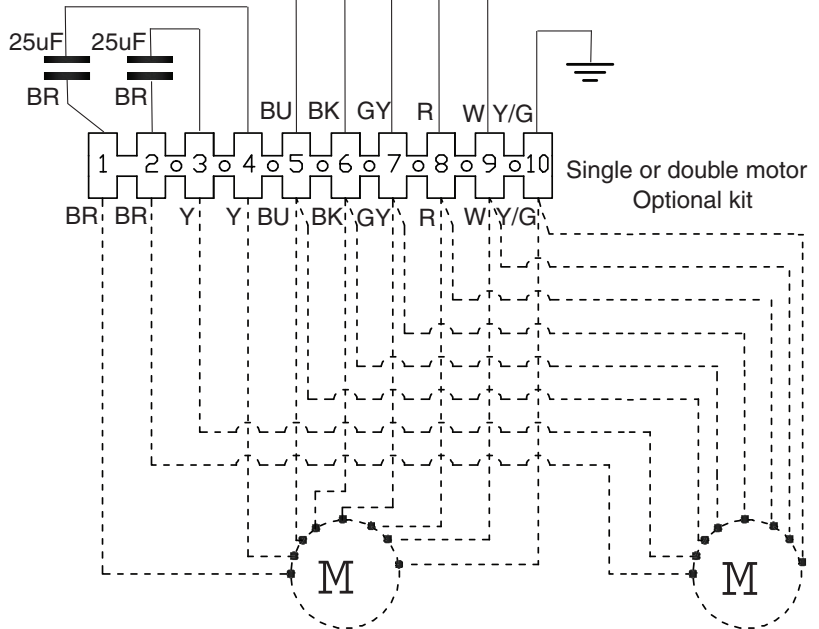 25uF 25uF
BR BR BU BK GY R W Y/G
1 2 3 4 5 6 7 8 9 10
Single or double motor
Optional kit
BR BR Y Y BU BK GY R W Y/G
M M